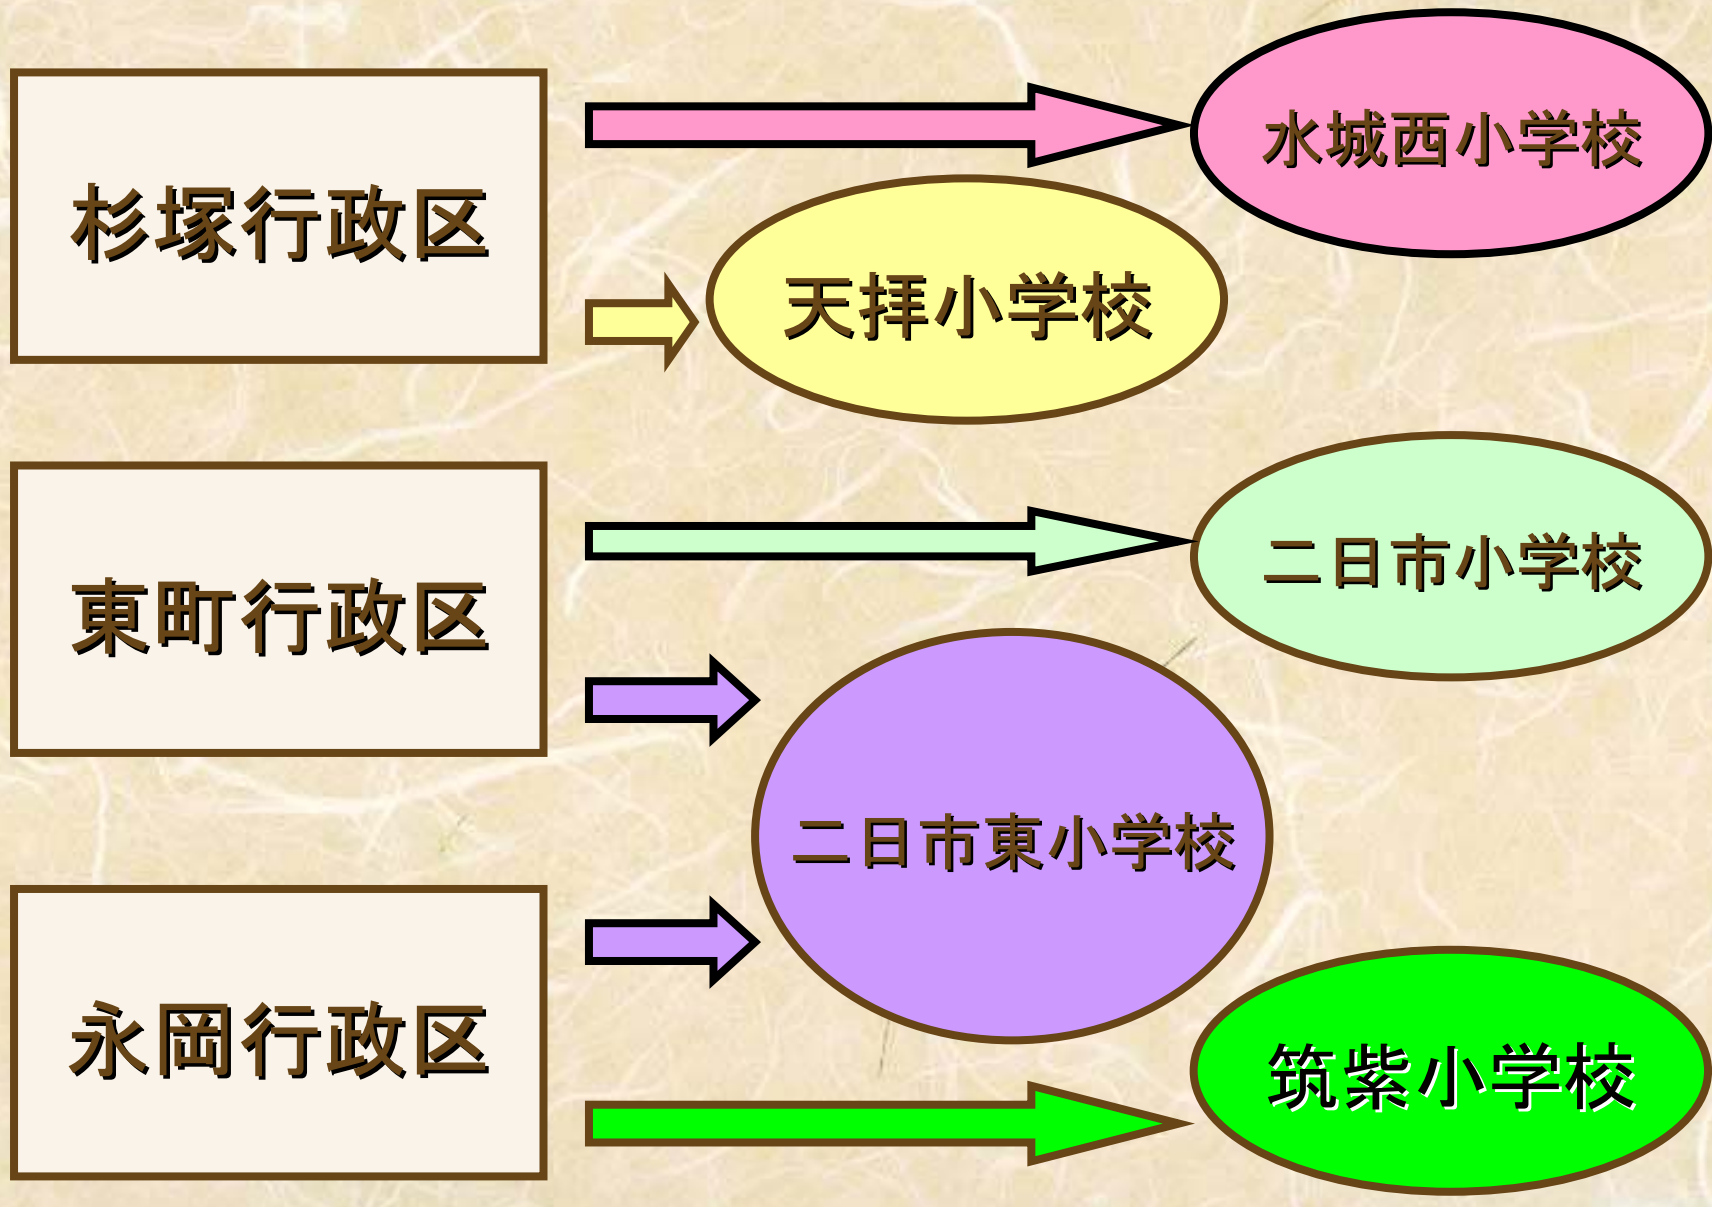 杉塚行政区
水城西小学校
天拝小学校
東町行政区
二日市小学校
二日市東小学校
永岡行政区
筑紫小学校